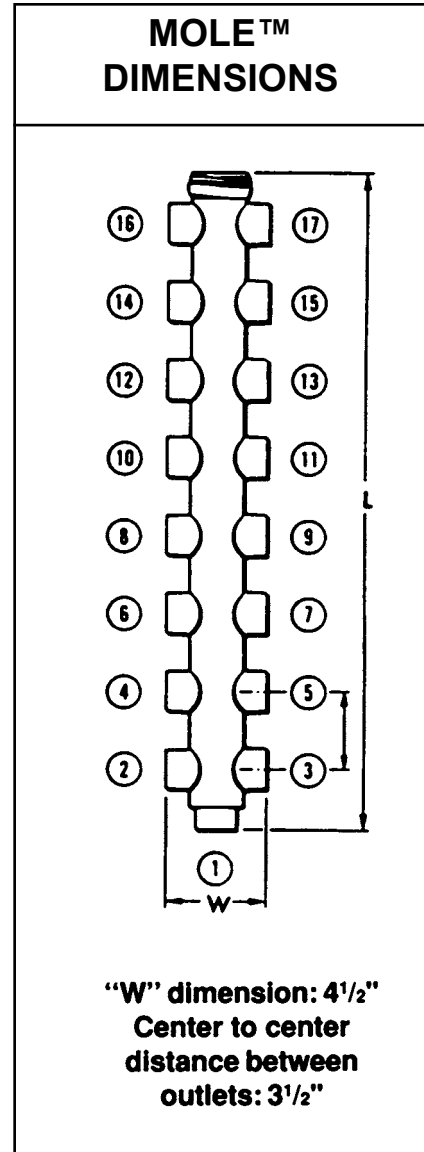 MOLE™
DIMENSIONS
16 17
14 15
12 13
10 11
L
8 9
6 7
4 5
2 3
1
W
“W” dimension: 4¹/₂"
Center to center
distance between
outlets: 3¹/₂"